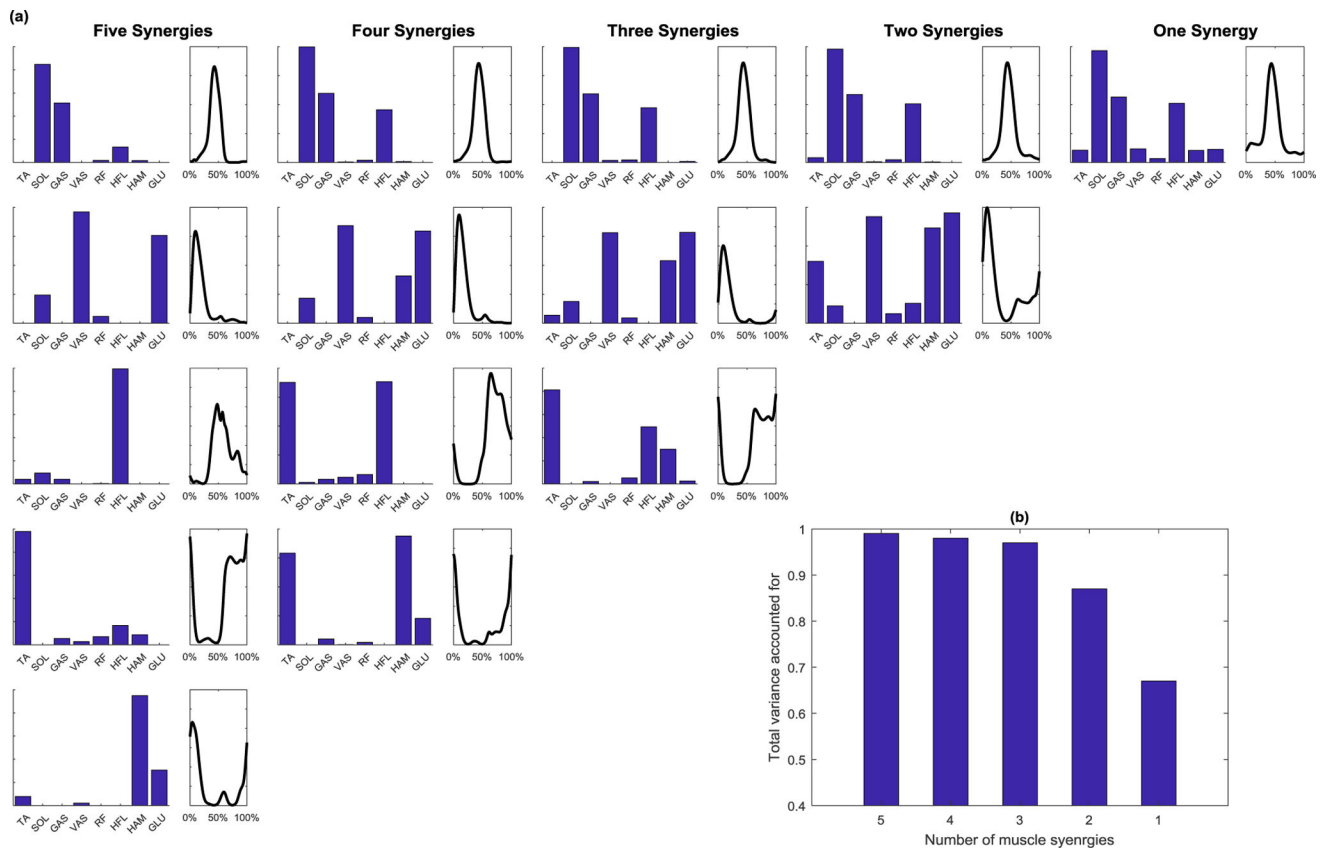 (a)
Five Synergies Four Synergies Three Synergies Two Synergies One Synergy
TA SOL GAS VAS RF HFL HAM GLU 0% 50% 100% TA SOL GAS VAS RF HFL HAM GLU 0% 50% 100% TA SOL GAS VAS RF HFL HAM GLU 0% 50% 100% TA SOL GAS VAS RF HFL HAM GLU 0% 50% 100% TA SOL GAS VAS RF HFL HAM GLU 0% 50% 100%
TA SOL GAS VAS RF HFL HAM GLU 0% 50% 100% TA SOL GAS VAS RF HFL HAM GLU 0% 50% 100% TA SOL GAS VAS RF HFL HAM GLU 0% 50% 100% TA SOL GAS VAS RF HFL HAM GLU 0% 50% 100%
TA SOL GAS VAS RF HFL HAM GLU 0% 50% 100% TA SOL GAS VAS RF HFL HAM GLU 0% 50% 100% TA SOL GAS VAS RF HFL HAM GLU 0% 50% 100%
TA SOL GAS VAS RF HFL HAM GLU 0% 50% 100% TA SOL GAS VAS RF HFL HAM GLU 0% 50% 100%
TA SOL GAS VAS RF HFL HAM GLU 0% 50% 100%
(b)
Total variance accounted for
1
0.9
0.8
0.7
0.6
0.5
0.4
5 4 3 2 1
Number of muscle syenrgies